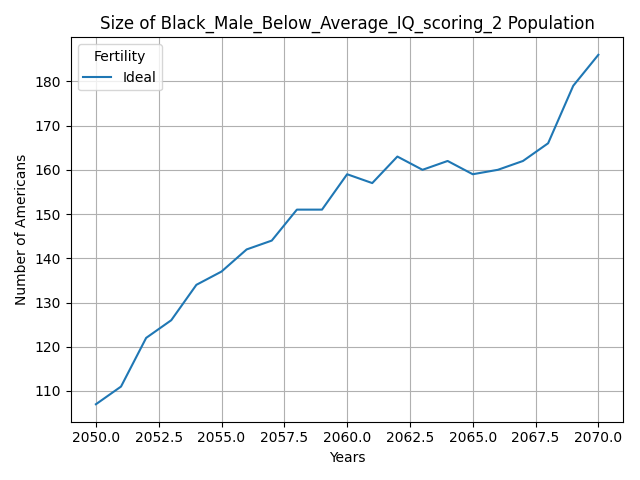 Size of Black_Male_Below_Average_IQ_scoring_2 Population
Fertility
Ideal
Number of Americans
180
170
160
150
140
130
120
110
2050.0 2052.5 2055.0 2057.5 2060.0 2062.5 2065.0 2067.5 2070.0
Years